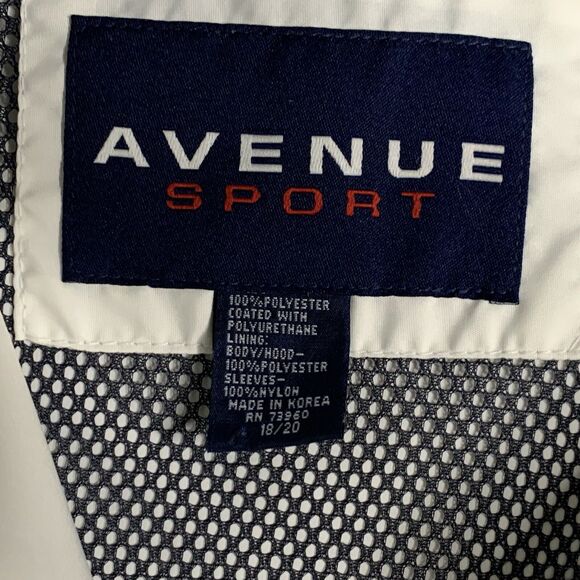 AVENUE
SPORT
100%POLYESTER
COATED WITH
POLYURETHANE
LINING:
BODY/HOOD-
100%POLYESTER
SLEEVES-
100%NYLON
MADE IN KOREA
RN 73960
18/20